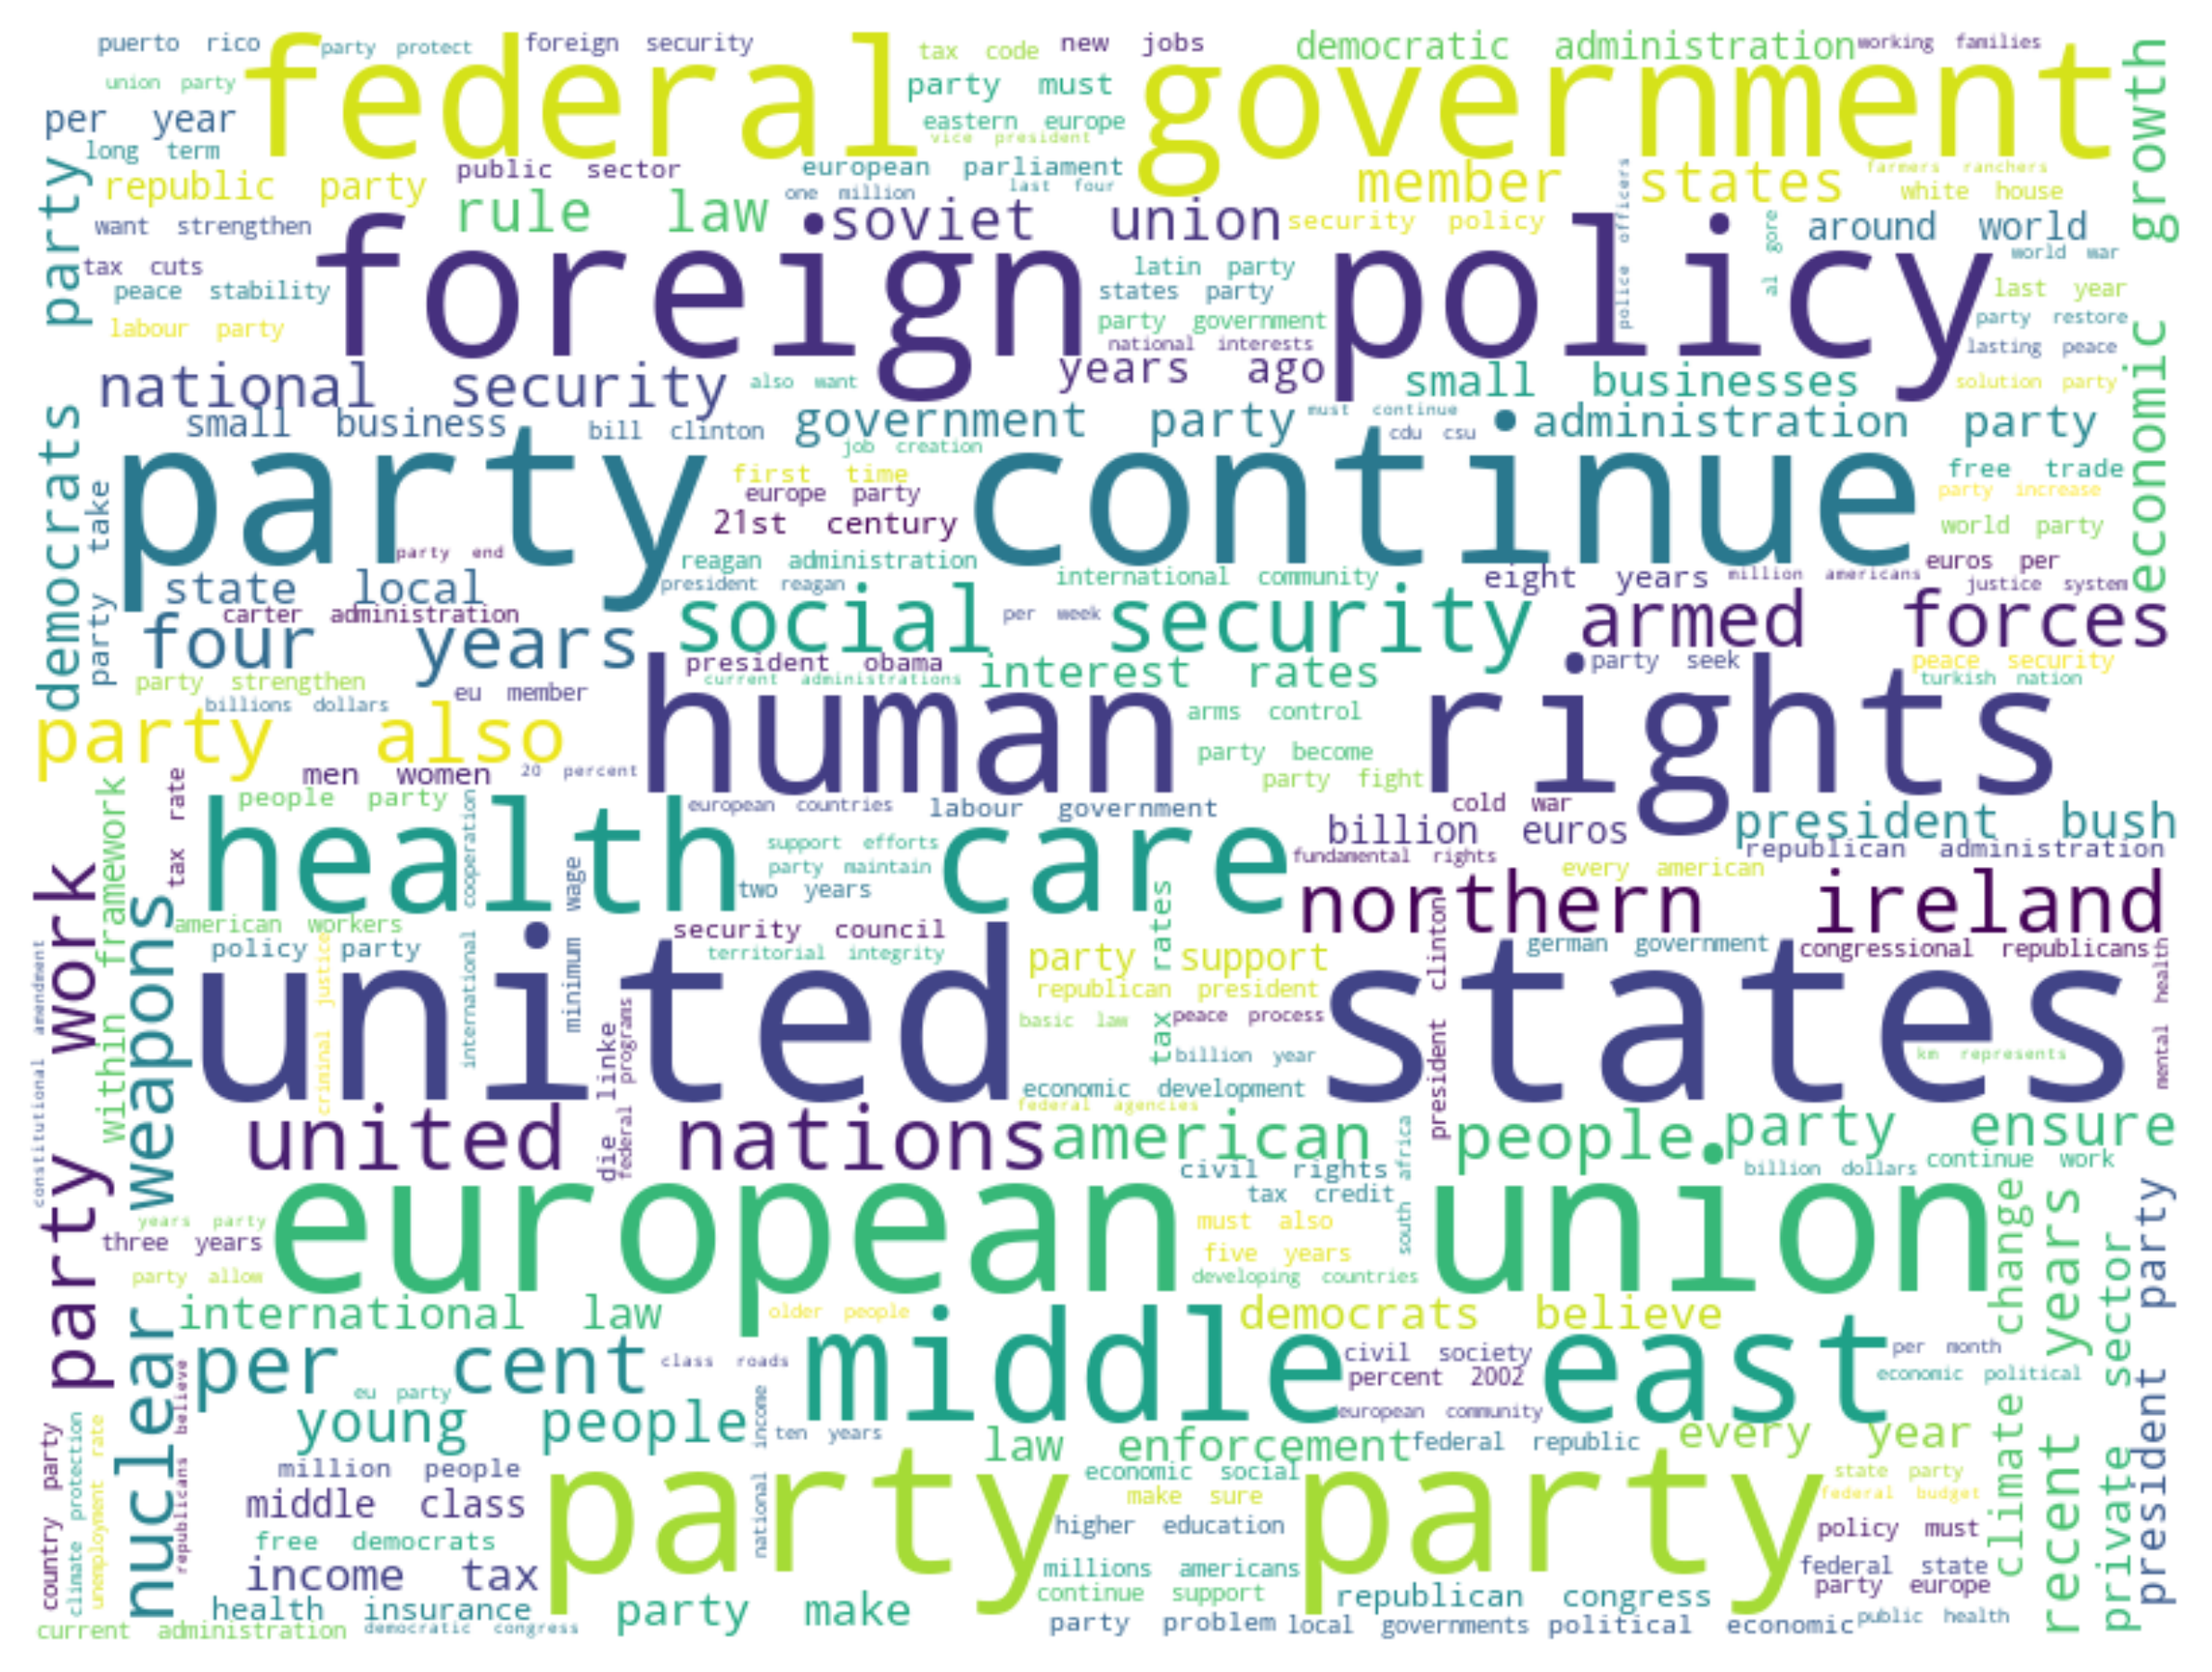 puerto rico
party protect
foreign security
tax code
new jobs
democratic administration
working families
union party
federal government
party must
per year
eastern europe
vice president
long term
public sector
european parliament
farmers ranchers
republic party
one million
last four
member states
white house
want strengthen
rule law
soviet union
security policy
police officers
al gore
around world
economic growth
democrats party
tax cuts
foreign policy
latin party
world war
peace stability
states party
last year
labour party
party government
party restore
national interests
lasting peace
national security
also want
years ago
small businesses
solution party
small business
bill clinton
government party
must continue
cdu csu
administration party
job creation
party continue
first time
free trade
party take
europe party
party increase
21st century
world party
party end
reagan administration
euros per
state local
president reagan
international community
eight years
million americans
justice system
carter administration
social security
per week
armed forces
four years
president obama
interest rates
party seek
peace security
party strengthen
current administrations
turkish nation
eu member
billions dollars
human rights
arms control
party also
party become
men women
20 percent
party fight
tax rate
people party
international cooperation
european countries
labour government
cold war
within framework
health care
billion euros
president bush
support efforts
fundamental rights
republican administration
party work
minimum wage
party maintain
every american
two years
tax rates
northern ireland
nuclear weapons
american workers
security council
president clinton
german government
congressional republicans
constitutional amendment
criminal justice
policy party
territorial integrity
party support
mental health
united states
republican president
federal programs
die linke
basic law
peace process
billion year
km represents
economic development
federal agencies
united nations
american people
party ensure
south africa
civil rights
billion dollars
continue work
tax credit
years party
european union
must also
climate change
recent years
president party
three years
five years
private sector
party allow
developing countries
international law
older people
democrats believe
per cent
class roads
middle east
civil society
per month
republicans believe
eu party
percent 2002
economic political
young people
national income
european community
country party
climate protection
unemployment rate
ten years
law enforcement
federal republic
every year
million people
party party
economic social
state party
middle class
make sure
federal budget
free democrats
higher education
policy must
income tax
millions americans
federal state
continue support
party europe
health insurance
party make
republican congress
current administration
democratic congress
party problem
local governments
political economic
public health